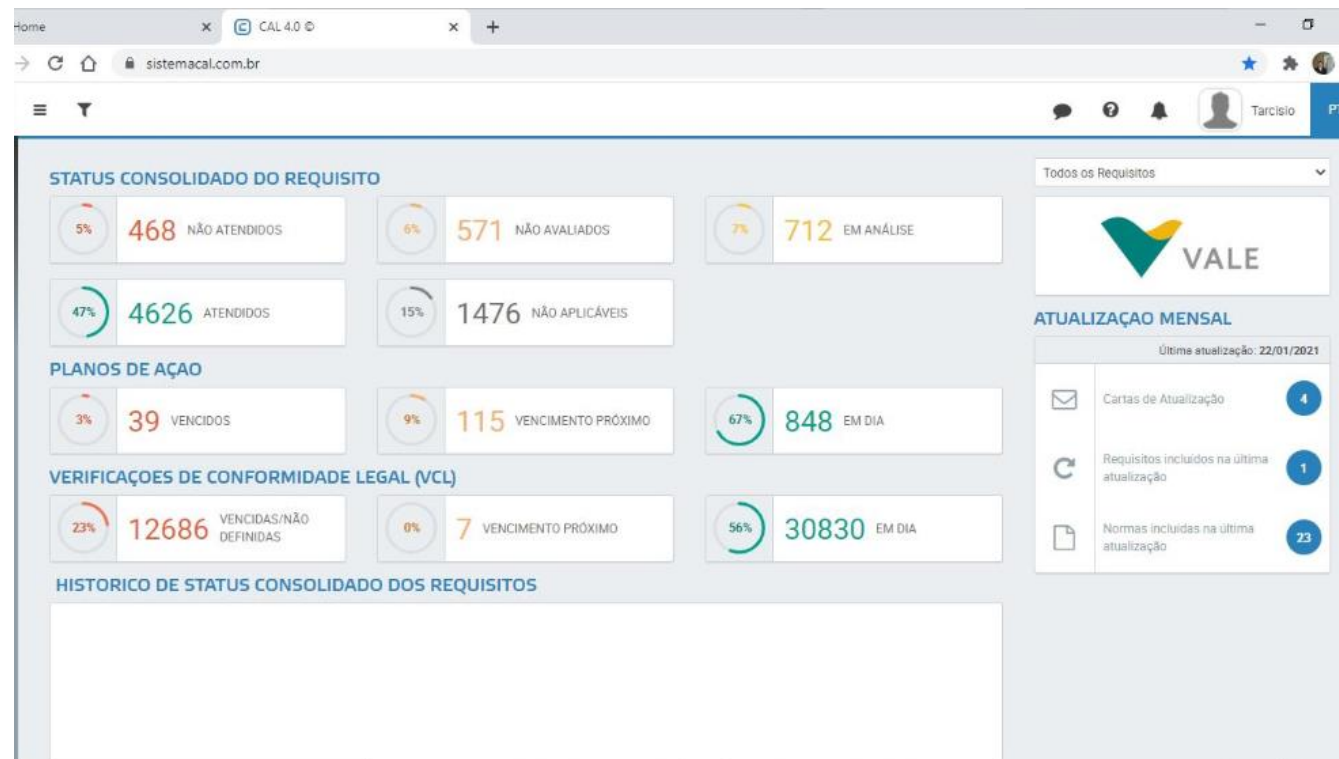 Home
CAL 4.0 ©
sistemacal.com.br
Tarcisio
STATUS CONSOLIDADO DO REQUISITO
5% 468 NÃO ATENDIDOS
6% 571 NÃO AVALIADOS
7% 712 EM ANÁLISE
47% 4626 ATENDIDOS
15% 1476 NÃO APLICÁVEIS
PLANOS DE AÇAO
3% 39 VENCIDOS
9% 115 VENCIMENTO PRÓXIMO
67% 848 EM DIA
VERIFICAÇOES DE CONFORMIDADE LEGAL (VCL)
23% 12686 VENCIDAS/NÃO
DEFINIDAS
0% 7 VENCIMENTO PRÓXIMO
56% 30830 EM DIA
HISTORICO DE STATUS CONSOLIDADO DOS REQUISITOS
Todos os Requisitos
VALE
ATUALIZAÇAO MENSAL
Última atualização: 22/01/2021
Cartas de Atualização 4
Requisitos incluídos na última
atualização 1
Normas incluídas na última
atualização 23